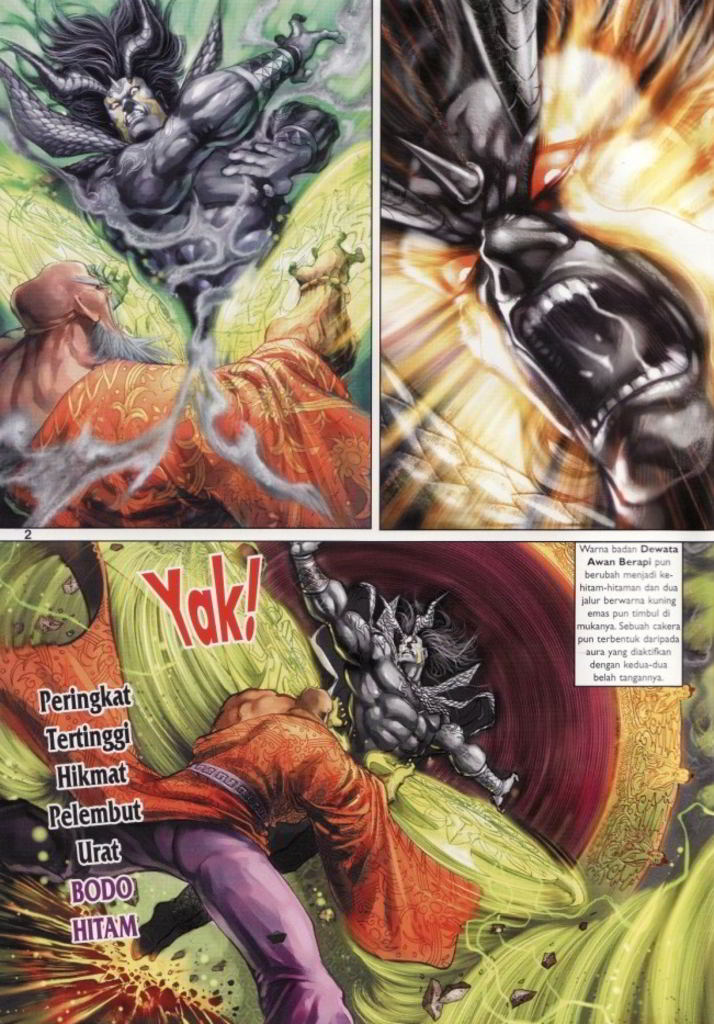 2
Yak!
Warna badan Dewata
Awan Berapi pun
berubah menjadi ke-
hitam-hitaman dan dua
jalur berwarna kuning
emas pun timbul di
mukanya. Sebuah cakera
pun terbentuk daripada
aura yang diaktifkan
dengan kedua-dua
belah tangannya.
Peringkat
Tertinggi
Hikmat
Pelembut
Urat
BODO
HITAM